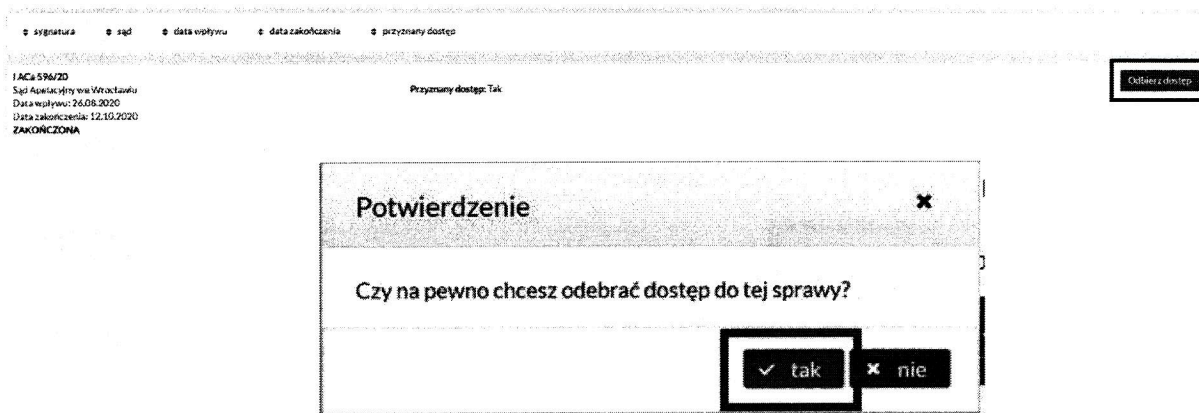 sygnatura sąd data wpływu data zakończenia przyznany dostęp
I ACa 596/20
Sąd Apelacyjny we Wrocławiu
Data wpływu: 26.08.2020
Data zakończenia: 12.10.2020
ZAKOŃCZONA
Przyznany dostęp: Tak
Odbierz dostęp
Potwierdzenie
Czy na pewno chcesz odebrać dostęp do tej sprawy?
tak nie